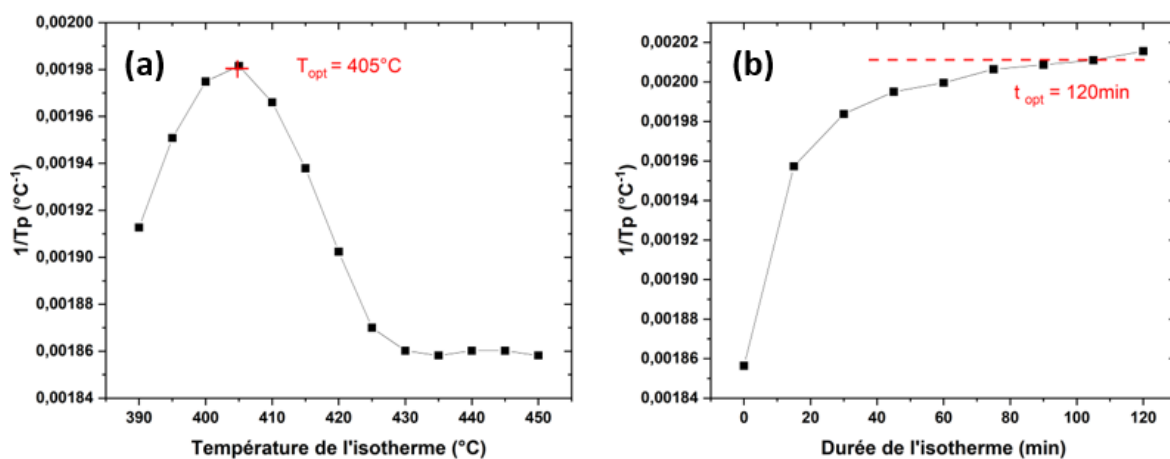 (a)
T opt = 405°C
1/Tp (°C⁻¹)
0,00200
0,00198
0,00196
0,00194
0,00192
0,00190
0,00188
0,00186
0,00184
390 400 410 420 430 440 450
Température de l'isotherme (°C)
(b)
t opt = 120min
1/Tp (°C⁻¹)
0,00202
0,00200
0,00198
0,00196
0,00194
0,00192
0,00190
0,00188
0,00186
0,00184
0 20 40 60 80 100 120
Durée de l'isotherme (min)